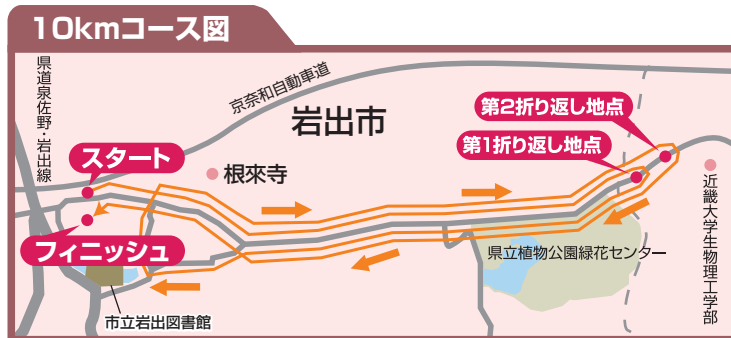 10kmコース図
県道泉佐野・岩出線
京奈和自動車道
岩出市
第2折り返し地点
第1折り返し地点
スタート
根來寺
近畿大学生物理工学部
フィニッシュ
県立植物公園緑花センター
市立岩出図書館